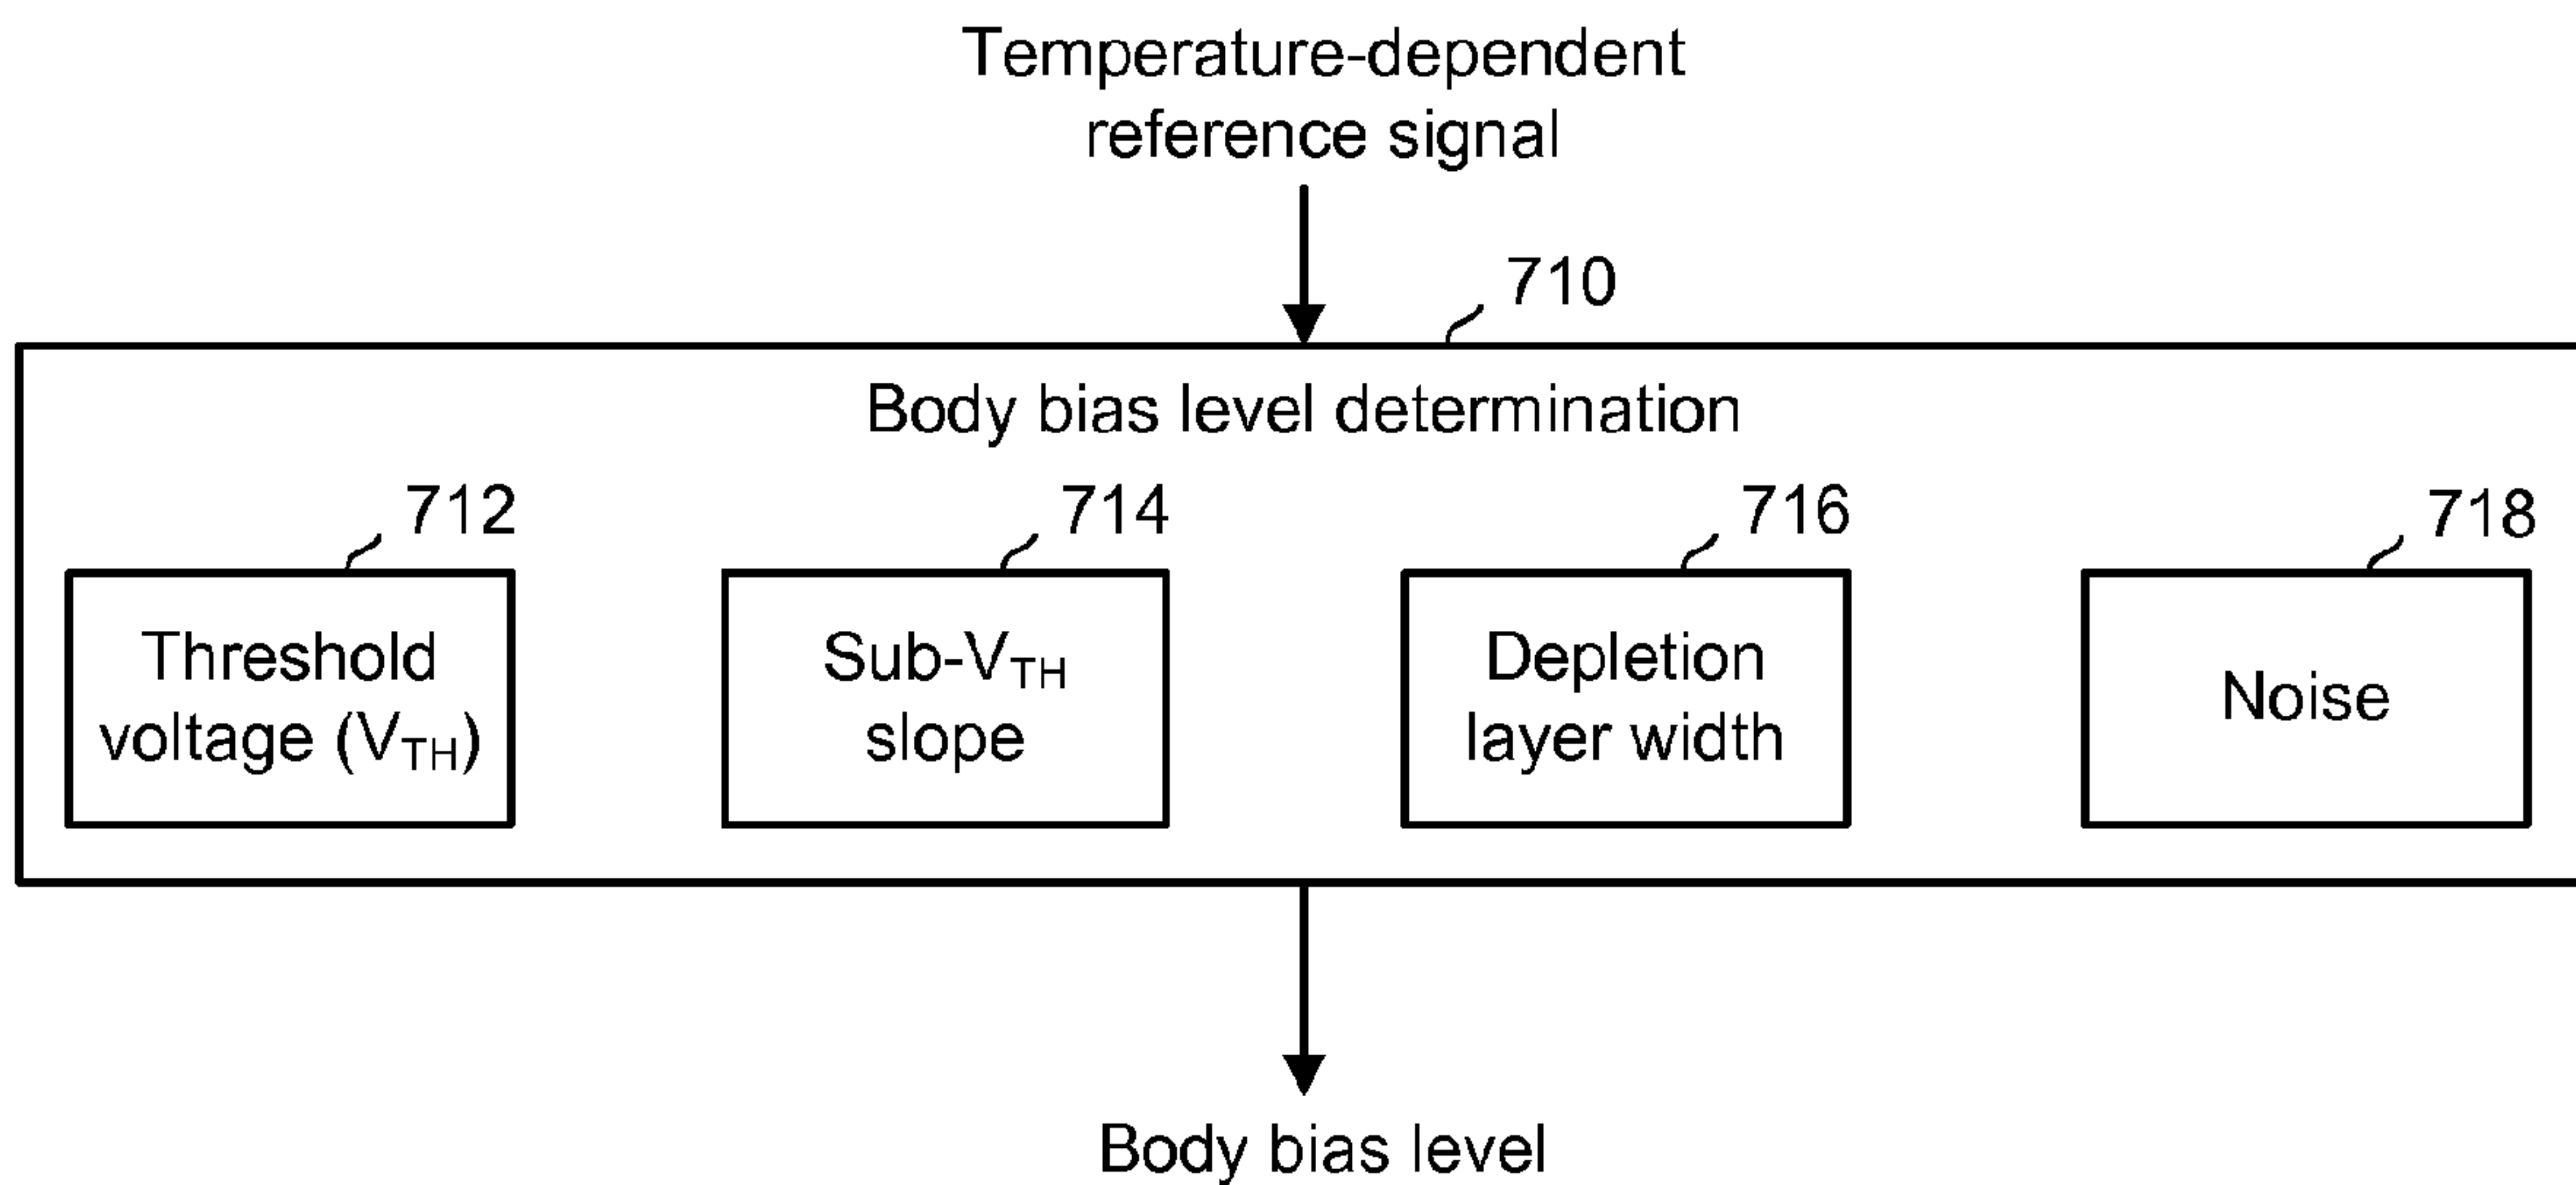 Temperature-dependent
reference signal
710
Body bias level determination
712
714
716
718
Threshold
voltage (VTH)
Sub-VTH
slope
Depletion
layer width
Noise
Body bias level